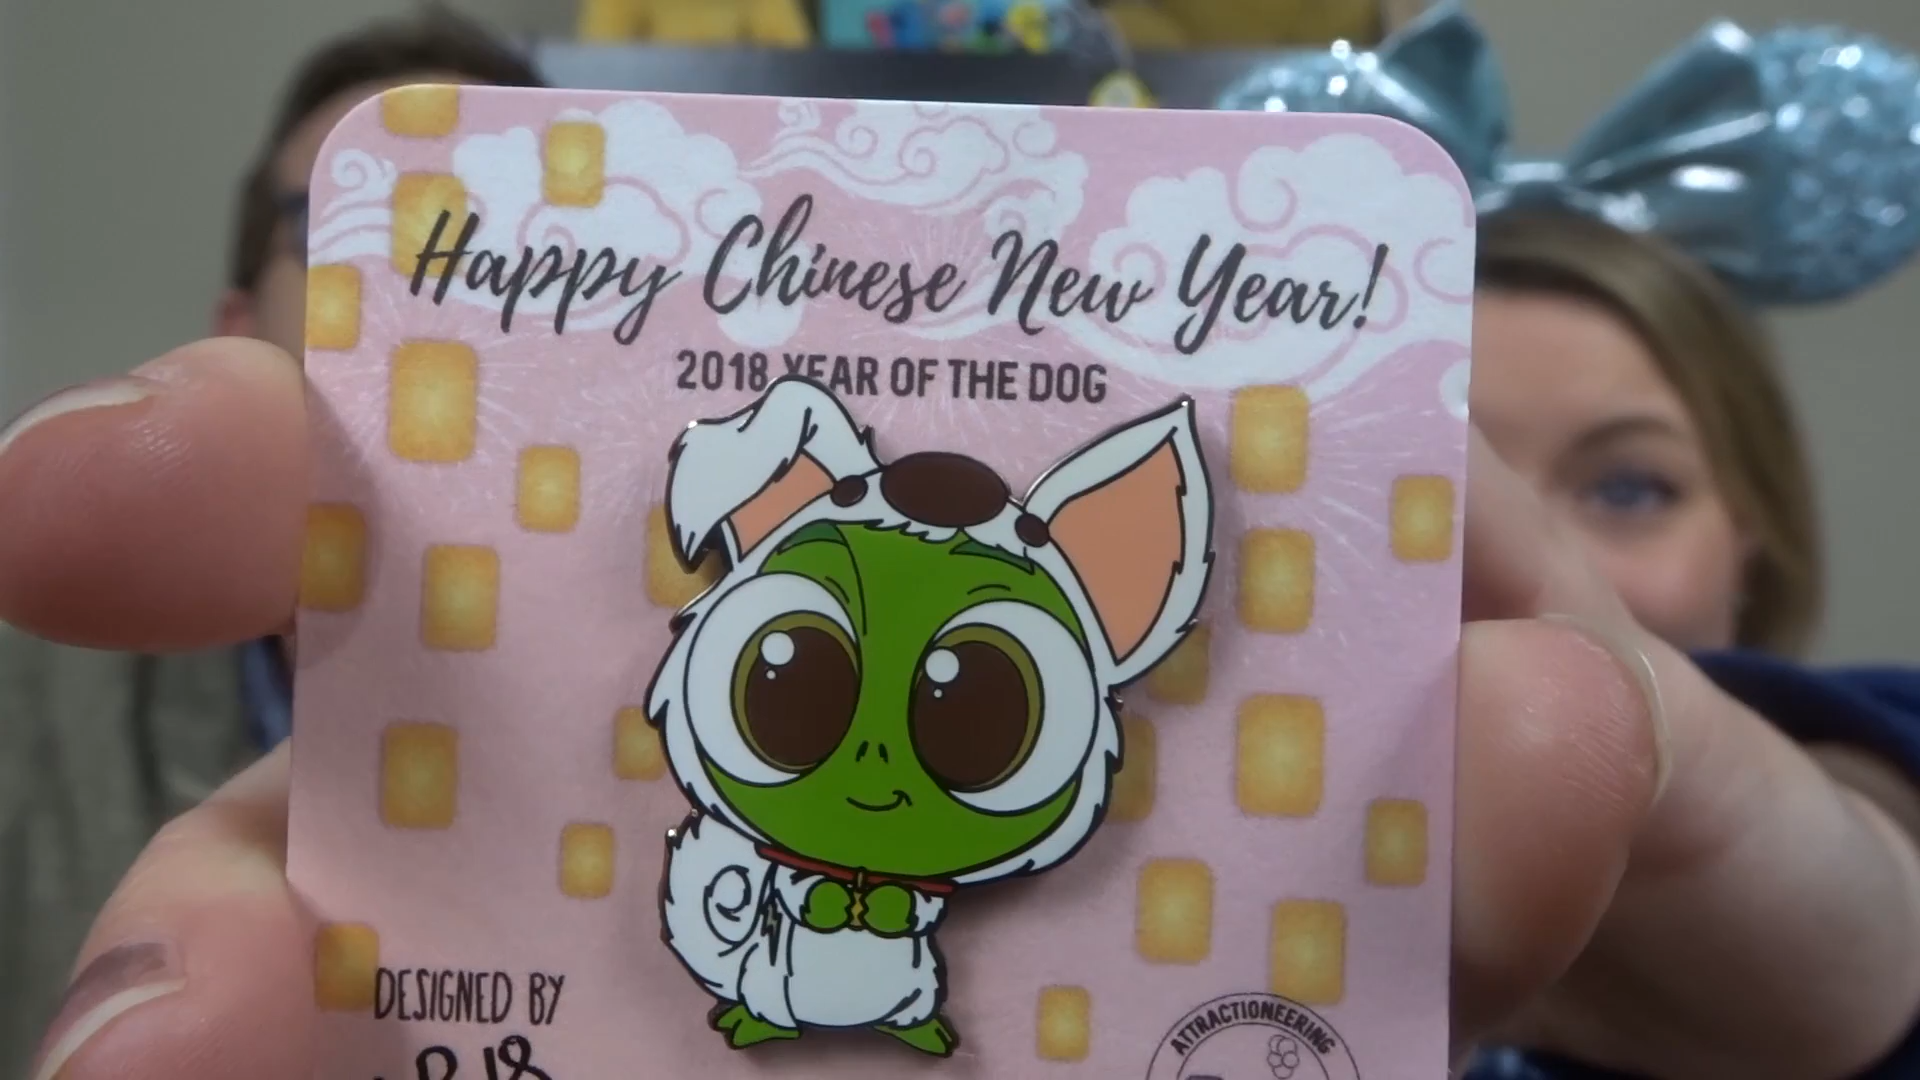 Happy Chinese New Year!
2018 YEAR OF THE DOG
DESIGNED BY
ATTRACTIONEERING